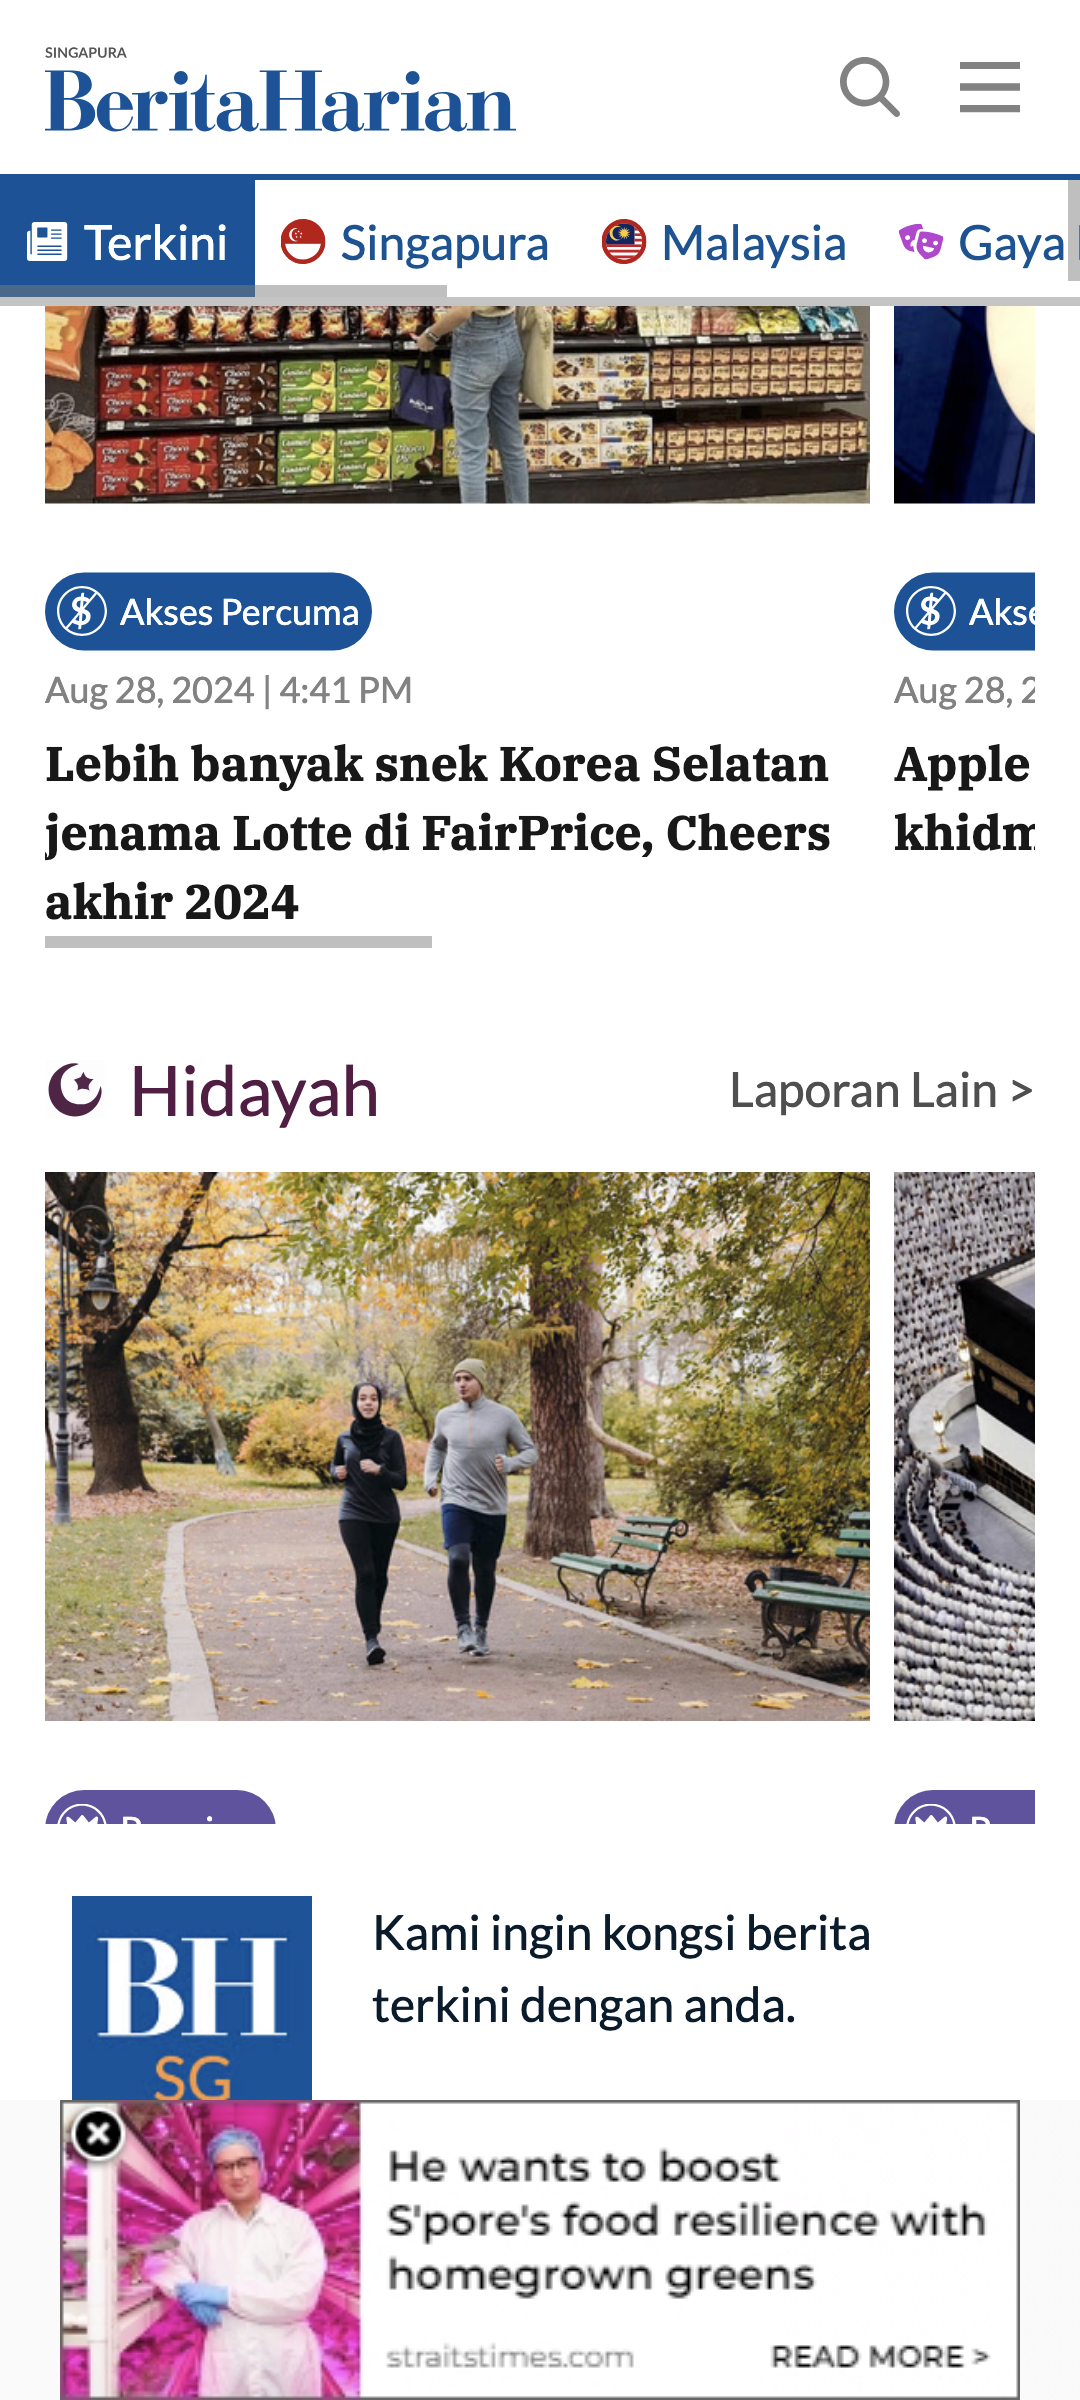 SINGAPURA
BeritaHarian
Terkini
Singapura
Malaysia
Gaya
Akses Percuma
Aug 28, 2024 | 4:41 PM
Lebih banyak snek Korea Selatan
jenama Lotte di FairPrice, Cheers
akhir 2024
Aug 28, 2
Apple
Hidayah
Laporan Lain >
BH
SG
Kami ingin kongsi berita
terkini dengan anda.
He wants to boost
S'pore's food resilience with
homegrown greens
straitstimes.com
READ MORE >